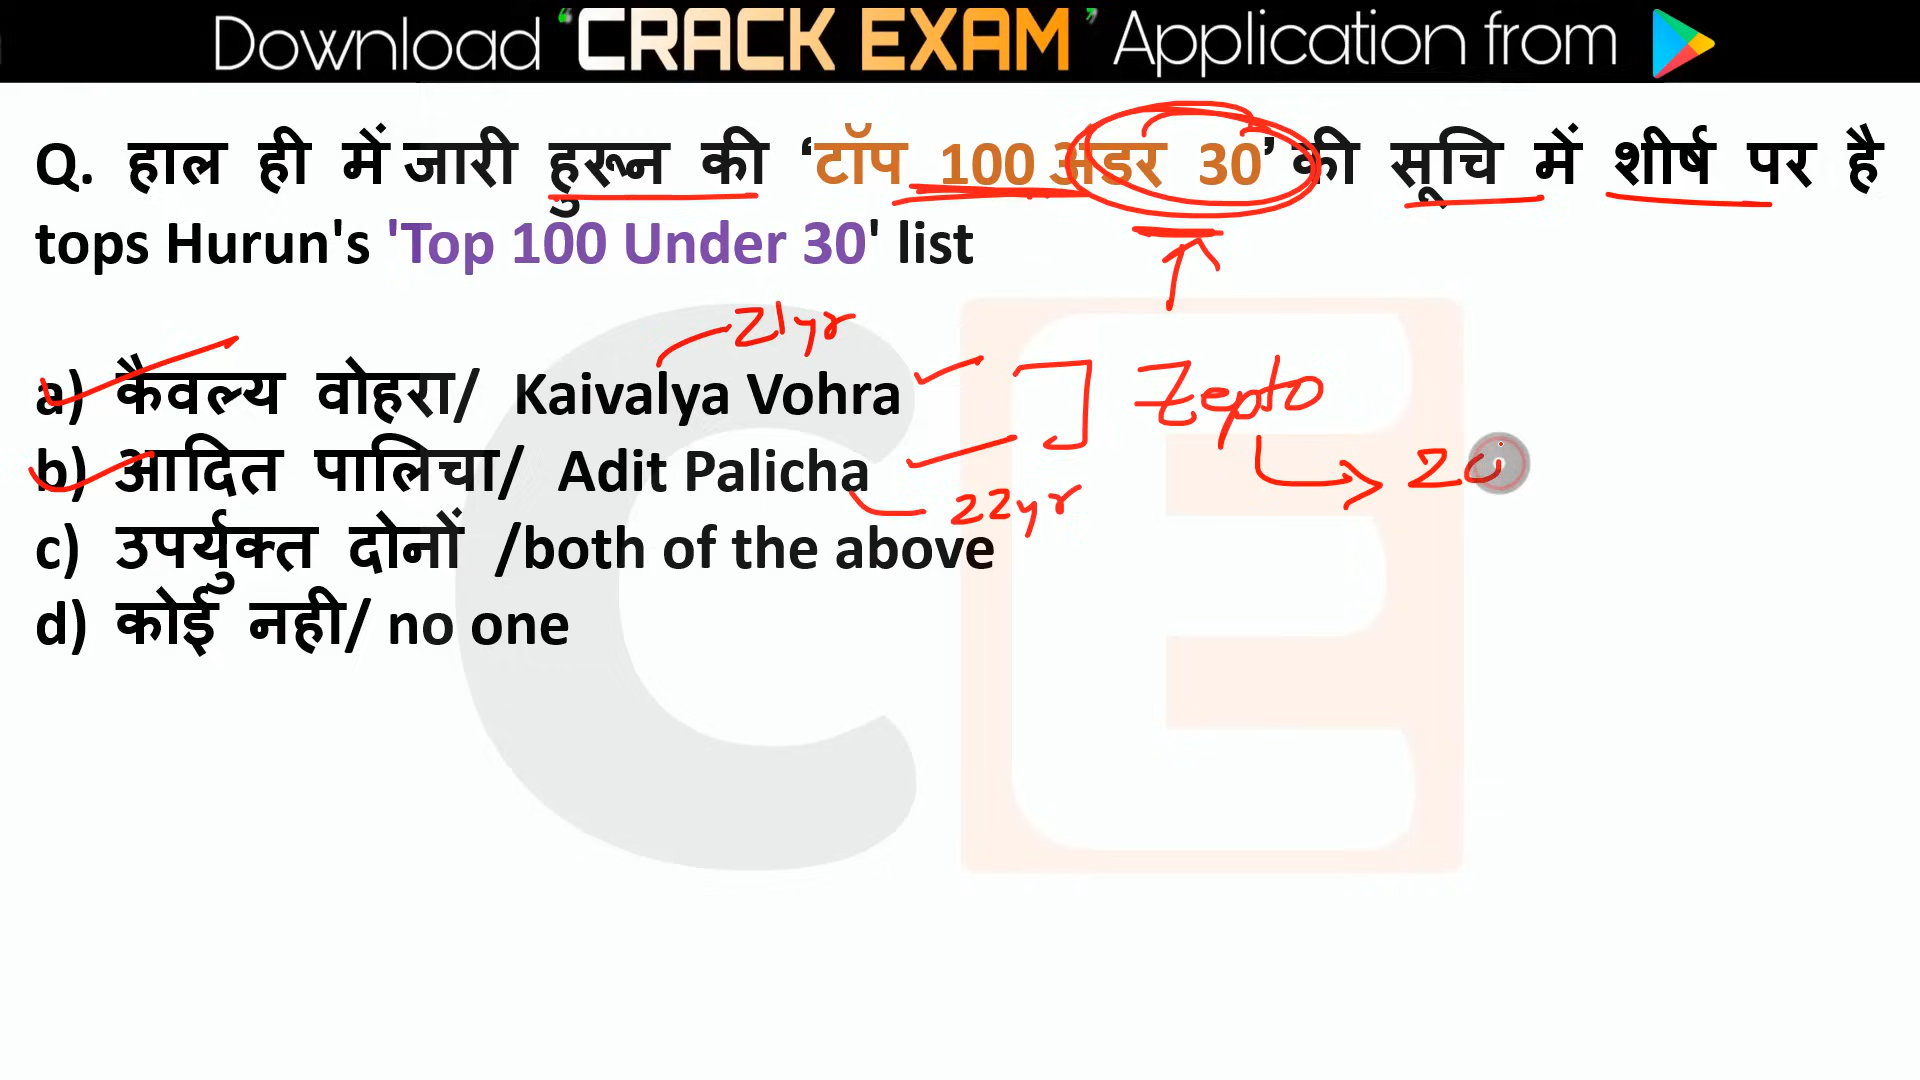 Download ‘CRACK EXAM’ Application from
Q. हाल ही में जारी हुरून की ‘टॉप 100 अंडर 30’ की सूचि में शीर्ष पर है
tops Hurun's 'Top 100 Under 30' list
21yr
a) कैवल्य वोहरा/ Kaivalya Vohra
Zepto
b) आदित पालिचा/ Adit Palicha
22yr
c) उपर्युक्त दोनों /both of the above
d) कोई नही/ no one
CE